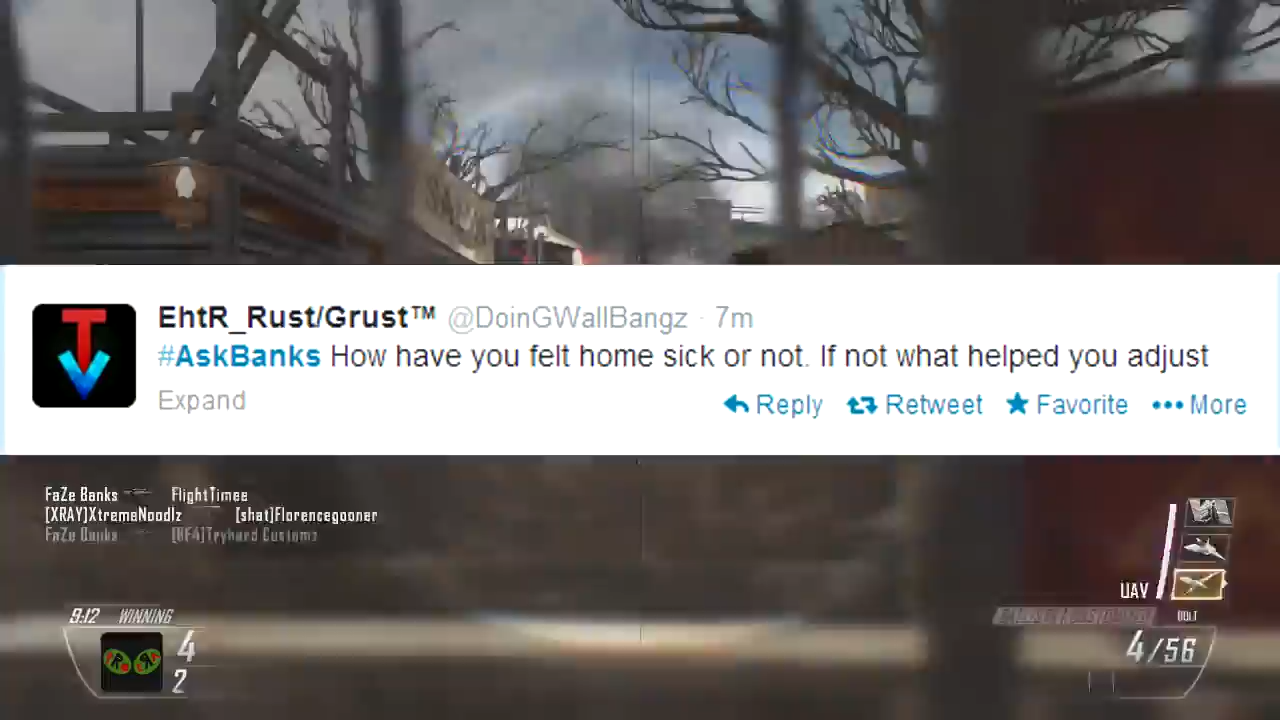 EhtR_Rust/Grust™ @DoinGWallBangz · 7m
#AskBanks How have you felt home sick or not. If not what helped you adjust
Expand
Reply Retweet Favorite More
FaZe Banks FlightTimee
[XRAY]XtremeNoodlz [shat]Florencegooner
FaZe Banks [BF4]Tryhard Customs
UAV
9:12 WINNING
4
2
4/56